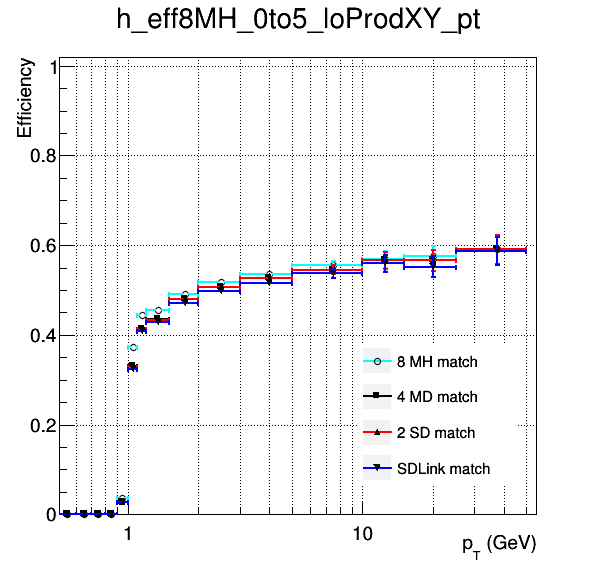 h_eff8MH_0to5_loProdXY_pt
Efficiency
1
0.8
0.6
0.4
0.2
0
8 MH match
4 MD match
2 SD match
SDLink match
1
10
p_T (GeV)